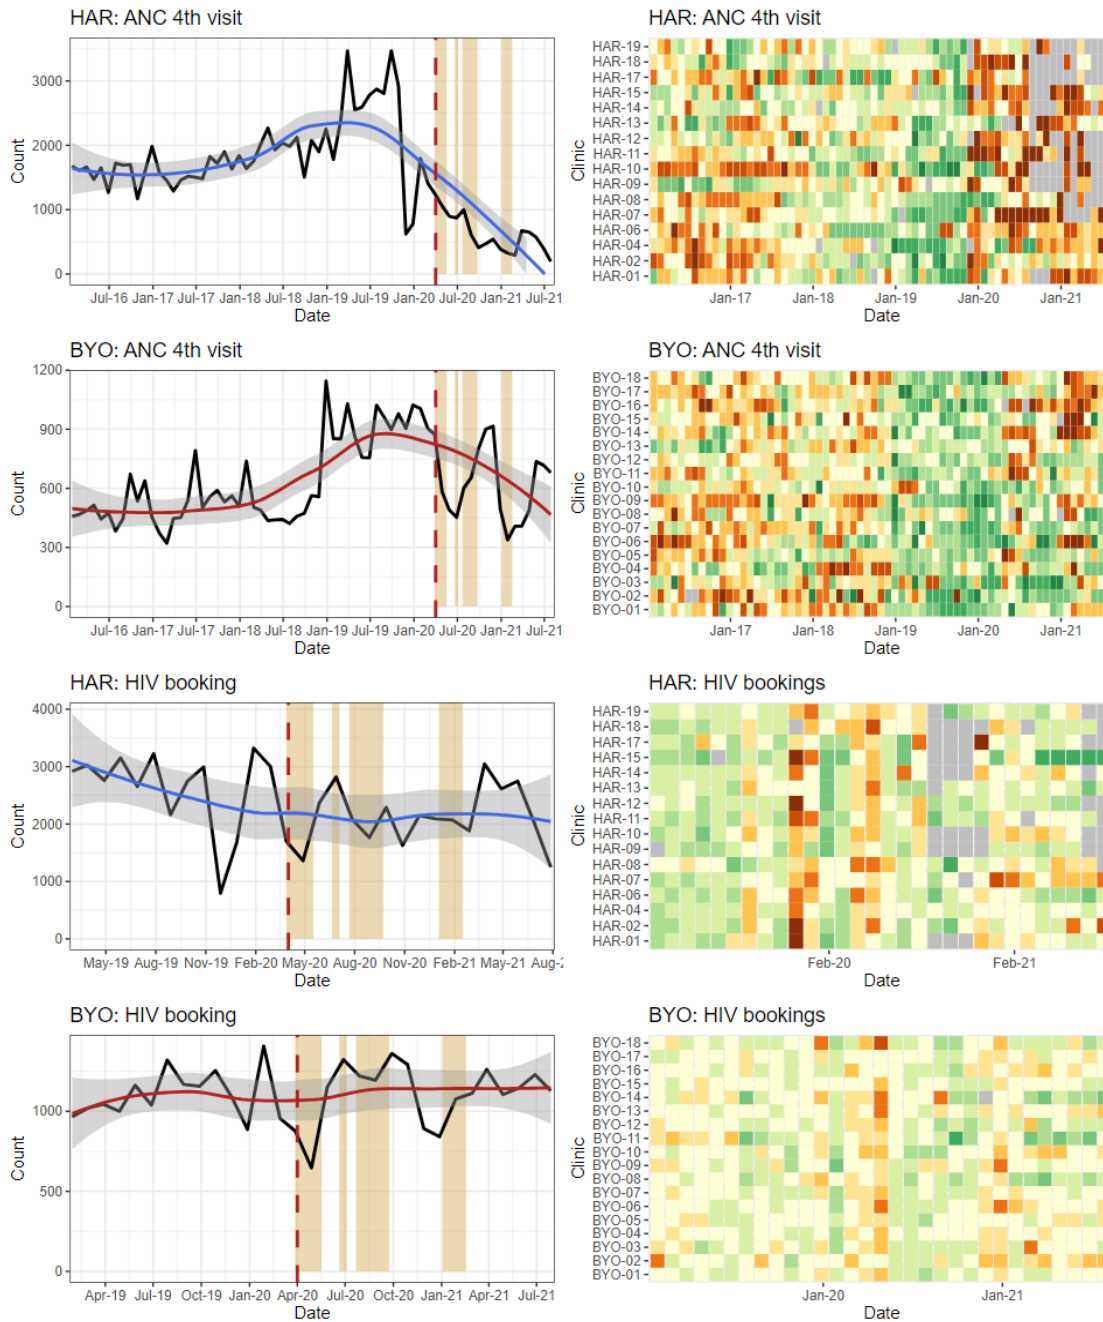 HAR: ANC 4th visit
Count
3000
2000
1000
0
Jul-16 Jan-17 Jul-17 Jan-18 Jul-18 Jan-19 Jul-19 Jan-20 Jul-20 Jan-21 Jul-21
Date
HAR: ANC 4th visit
Clinic
HAR-19
HAR-18
HAR-17
HAR-15
HAR-14
HAR-13
HAR-12
HAR-11
HAR-10
HAR-09
HAR-08
HAR-07
HAR-06
HAR-04
HAR-02
HAR-01
Jan-17 Jan-18 Jan-19 Jan-20 Jan-21
Date
BYO: ANC 4th visit
Count
1200
900
600
300
0
Jul-16 Jan-17 Jul-17 Jan-18 Jul-18 Jan-19 Jul-19 Jan-20 Jul-20 Jan-21 Jul-21
Date
BYO: ANC 4th visit
Clinic
BYO-18
BYO-17
BYO-16
BYO-15
BYO-14
BYO-13
BYO-12
BYO-11
BYO-10
BYO-09
BYO-08
BYO-07
BYO-06
BYO-05
BYO-04
BYO-03
BYO-02
BYO-01
Jan-17 Jan-18 Jan-19 Jan-20 Jan-21
Date
HAR: HIV booking
Count
4000
3000
2000
1000
0
May-19 Aug-19 Nov-19 Feb-20 May-20 Aug-20 Nov-20 Feb-21 May-21 Aug-2
Date
HAR: HIV bookings
Clinic
HAR-19
HAR-18
HAR-17
HAR-15
HAR-14
HAR-13
HAR-12
HAR-11
HAR-10
HAR-09
HAR-08
HAR-07
HAR-06
HAR-04
HAR-02
HAR-01
Feb-20 Feb-21
Date
BYO: HIV booking
Count
1000
500
0
Apr-19 Jul-19 Oct-19 Jan-20 Apr-20 Jul-20 Oct-20 Jan-21 Apr-21 Jul-21
Date
BYO: HIV bookings
Clinic
BYO-18
BYO-17
BYO-16
BYO-15
BYO-14
BYO-13
BYO-12
BYO-11
BYO-10
BYO-09
BYO-08
BYO-07
BYO-06
BYO-05
BYO-04
BYO-03
BYO-02
BYO-01
Jan-20 Jan-21
Date